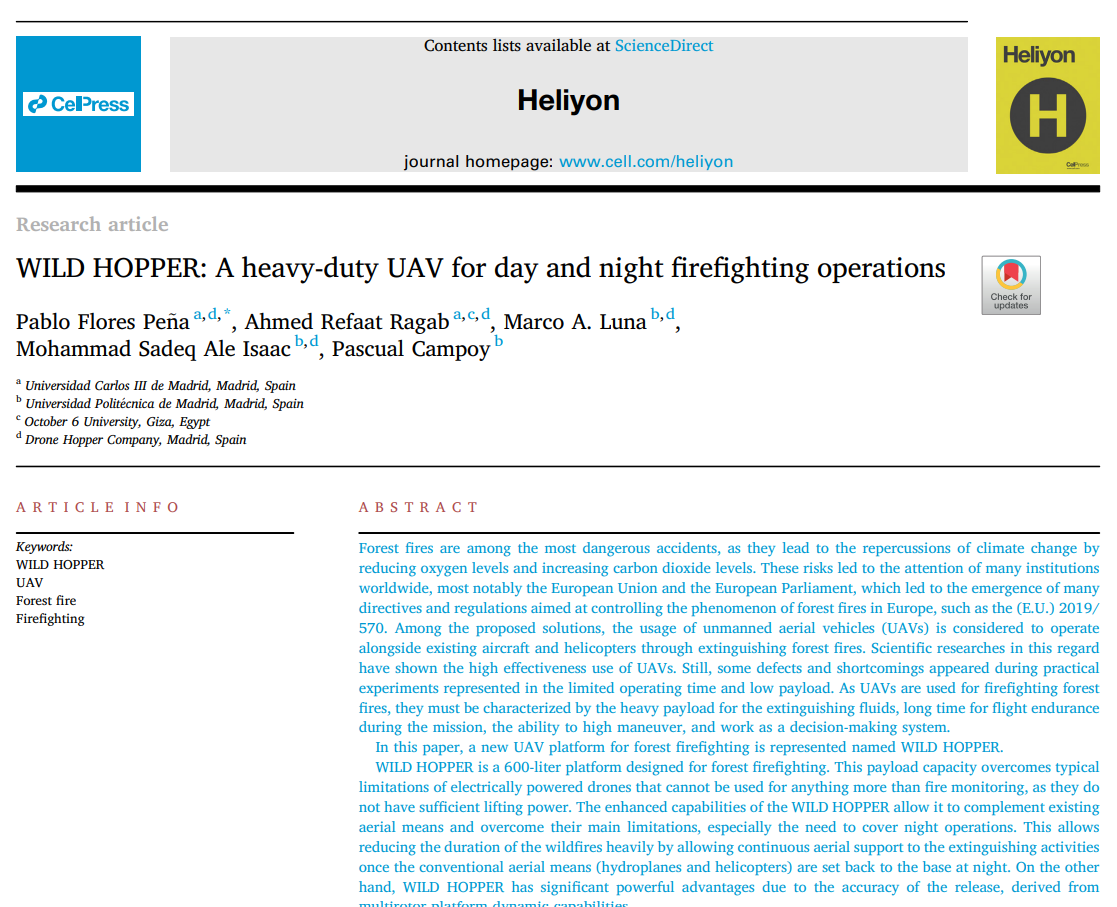 Contents lists available at ScienceDirect
CelPress
Heliyon
Heliyon
H
CelPress
journal homepage: www.cell.com/heliyon
Research article
WILD HOPPER: A heavy-duty UAV for day and night firefighting operations
Check for
updates
Pablo Flores Peña a,d,*, Ahmed Refaat Ragab a,c,d, Marco A. Luna b,d,
Mohammad Sadeq Ale Isaac b,d, Pascual Campoy b
a Universidad Carlos III de Madrid, Madrid, Spain
b Universidad Politécnica de Madrid, Madrid, Spain
c October 6 University, Giza, Egypt
d Drone Hopper Company, Madrid, Spain
ARTICLE INFO
Keywords:
WILD HOPPER
UAV
Forest fire
Firefighting
ABSTRACT
Forest fires are among the most dangerous accidents, as they lead to the repercussions of climate change by
reducing oxygen levels and increasing carbon dioxide levels. These risks led to the attention of many institutions
worldwide, most notably the European Union and the European Parliament, which led to the emergence of many
directives and regulations aimed at controlling the phenomenon of forest fires in Europe, such as the (E.U.) 2019/
570. Among the proposed solutions, the usage of unmanned aerial vehicles (UAVs) is considered to operate
alongside existing aircraft and helicopters through extinguishing forest fires. Scientific researches in this regard
have shown the high effectiveness use of UAVs. Still, some defects and shortcomings appeared during practical
experiments represented in the limited operating time and low payload. As UAVs are used for firefighting forest
fires, they must be characterized by the heavy payload for the extinguishing fluids, long time for flight endurance
during the mission, the ability to high maneuver, and work as a decision-making system.
In this paper, a new UAV platform for forest firefighting is represented named WILD HOPPER.
WILD HOPPER is a 600-liter platform designed for forest firefighting. This payload capacity overcomes typical
limitations of electrically powered drones that cannot be used for anything more than fire monitoring, as they do
not have sufficient lifting power. The enhanced capabilities of the WILD HOPPER allow it to complement existing
aerial means and overcome their main limitations, especially the need to cover night operations. This allows
reducing the duration of the wildfires heavily by allowing continuous aerial support to the extinguishing activities
once the conventional aerial means (hydroplanes and helicopters) are set back to the base at night. On the other
hand, WILD HOPPER has significant powerful advantages due to the accuracy of the release, derived from
multirotor platform dynamic capabilities.